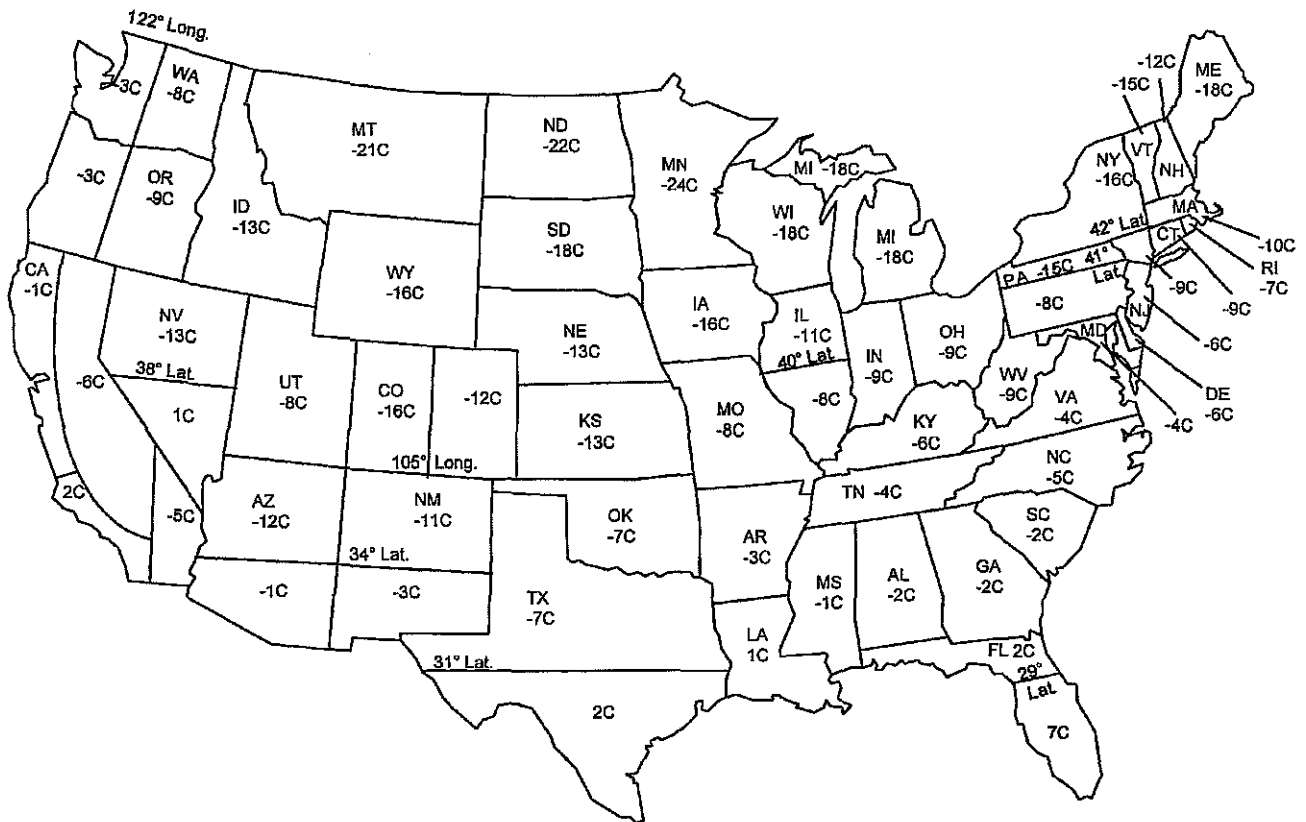 122° Long.
-3C
WA
-8C
MT
-21C
ND
-22C
MN
-24C
MI -18C
-12C
-15C
ME
-18C
VT
NH
NY
-16C
-3C
OR
-9C
ID
-13C
SD
-18C
WI
-18C
MI
-18C
MA
42° Lat.
CT
-10C
RI
-7C
-9C
-9C
PA -15C 41°
Lat.
-8C
NJ
-6C
CA
-1C
NV
-13C
38° Lat.
WY
-16C
IA
-16C
NE
-13C
IL
-11C
40° Lat.
IN
-9C
OH
-9C
MD
DE
-6C
-4C
-6C
1C
UT
-8C
CO
-16C
-12C
105° Long.
KS
-13C
MO
-8C
-8C
WV
-9C
VA
-4C
KY
-6C
2C
-5C
AZ
-12C
NM
-11C
34° Lat.
OK
-7C
AR
-3C
TN -4C
NC
-5C
SC
-2C
-1C
-3C
TX
-7C
31° Lat.
2C
LA
1C
MS
-1C
AL
-2C
GA
-2C
FL 2C
29°
Lat
7C